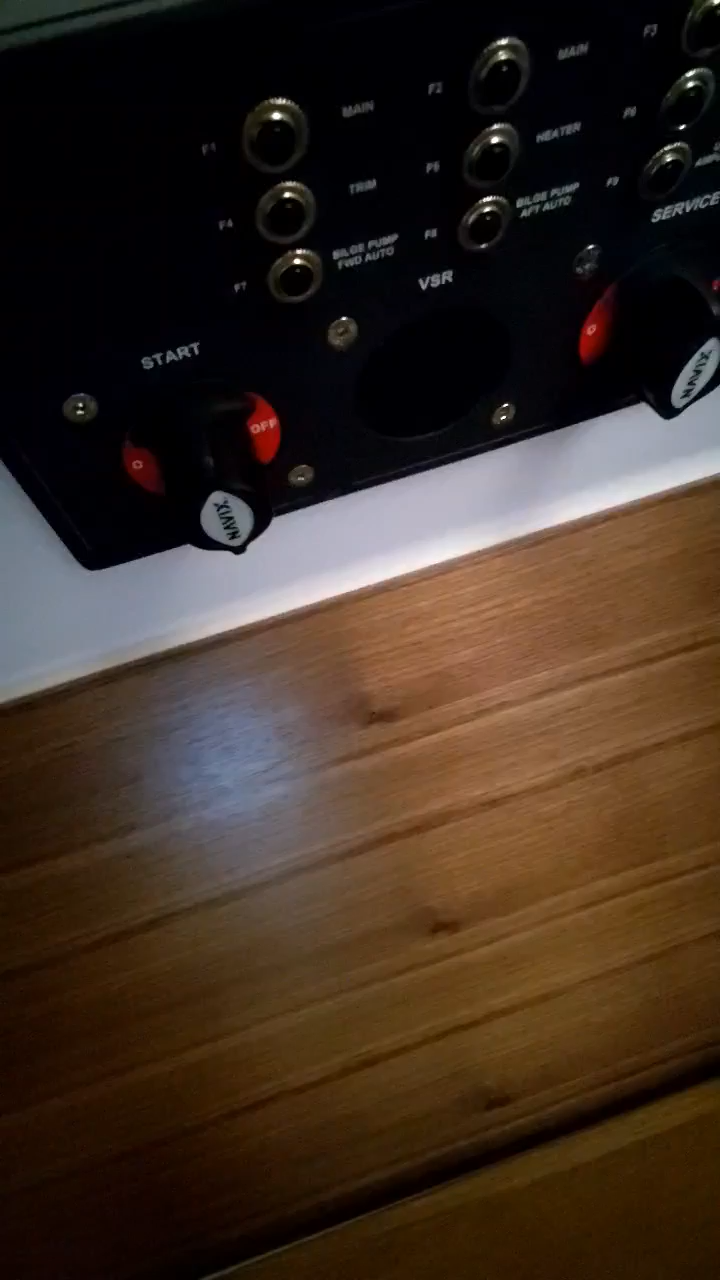 F1 MAIN F2 MAIN F3
F4 TRIM F5 HEATER F6
F7 BILGE PUMP
FWD AUTO
F8 BILGE PUMP
AFT AUTO
F9
SERVICE
VSR
START
O OFF
NAVIX
O
NAVIX